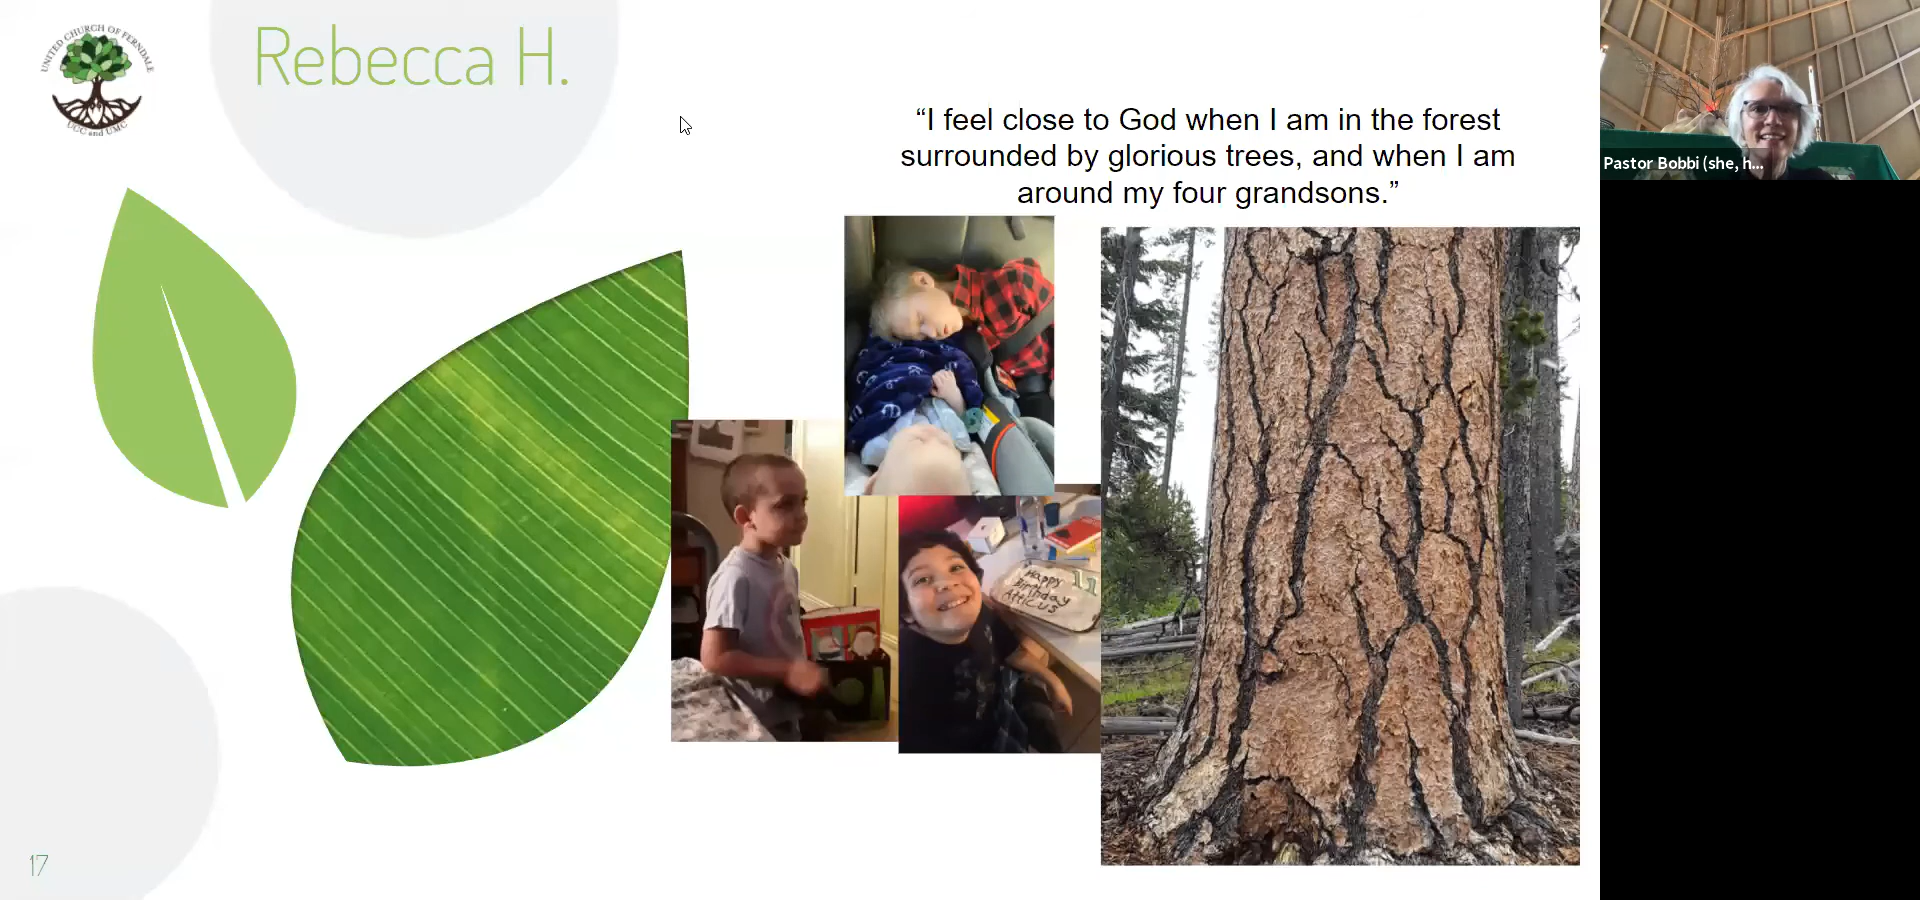 UNITED CHURCH OF FERNDALE
UCC and UMC
Rebecca H.
“I feel close to God when I am in the forest
surrounded by glorious trees, and when I am
around my four grandsons.”
Pastor Bobbi (she, h...
Happy
Birthday
Atticus
11
17